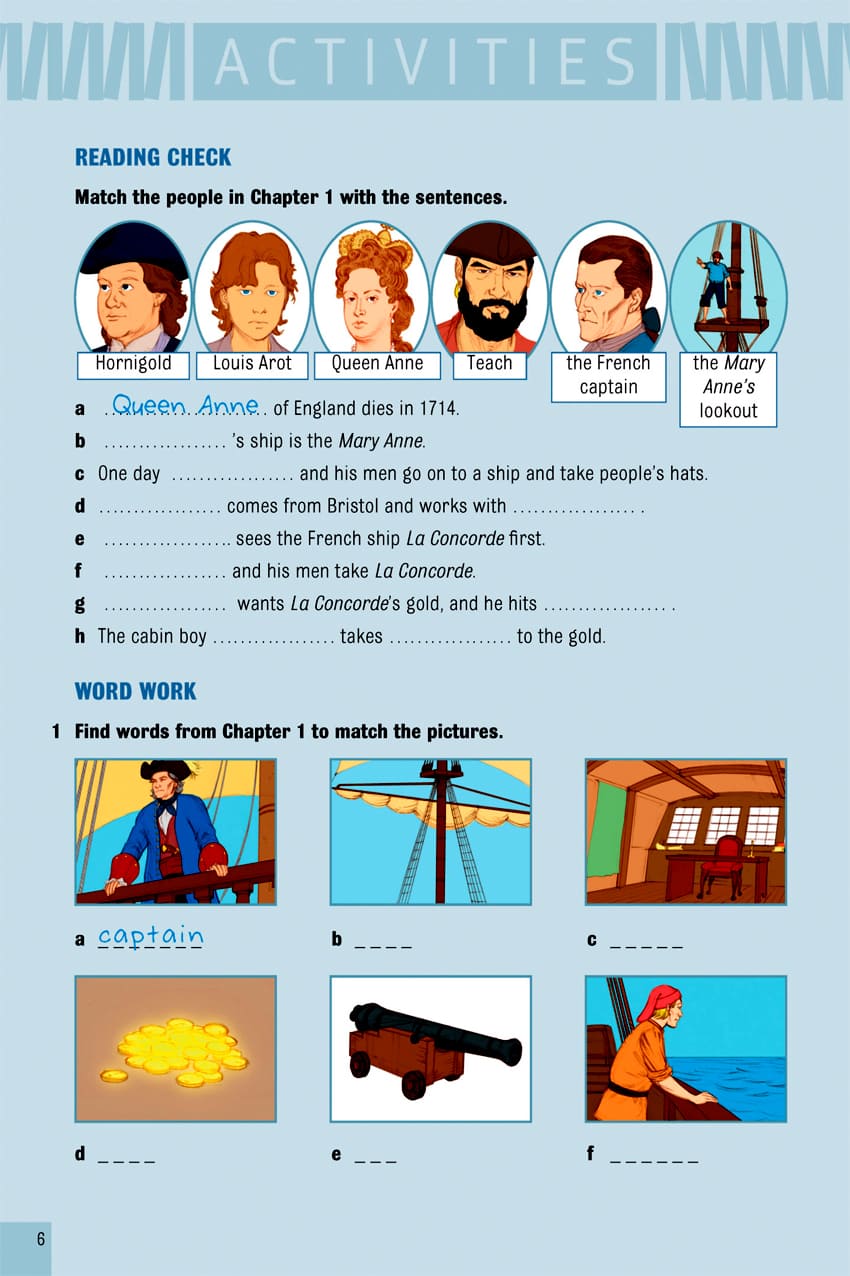 ACTIVITIES
READING CHECK
Match the people in Chapter 1 with the sentences.
Hornigold
Louis Arot
Queen Anne
Teach
the French
captain
the Mary
Anne's
lookout
a Queen Anne of England dies in 1714.
b .................. 's ship is the Mary Anne.
c One day .................. and his men go on to a ship and take people's hats.
d .................. comes from Bristol and works with .................. .
e .................. sees the French ship La Concorde first.
f .................. and his men take La Concorde.
g .................. wants La Concorde's gold, and he hits .................. .
h The cabin boy .................. takes .................. to the gold.
WORD WORK
1 Find words from Chapter 1 to match the pictures.
a captain
b _ _ _ _
c _ _ _ _ _
d _ _ _ _
e _ _ _
f _ _ _ _ _ _
6